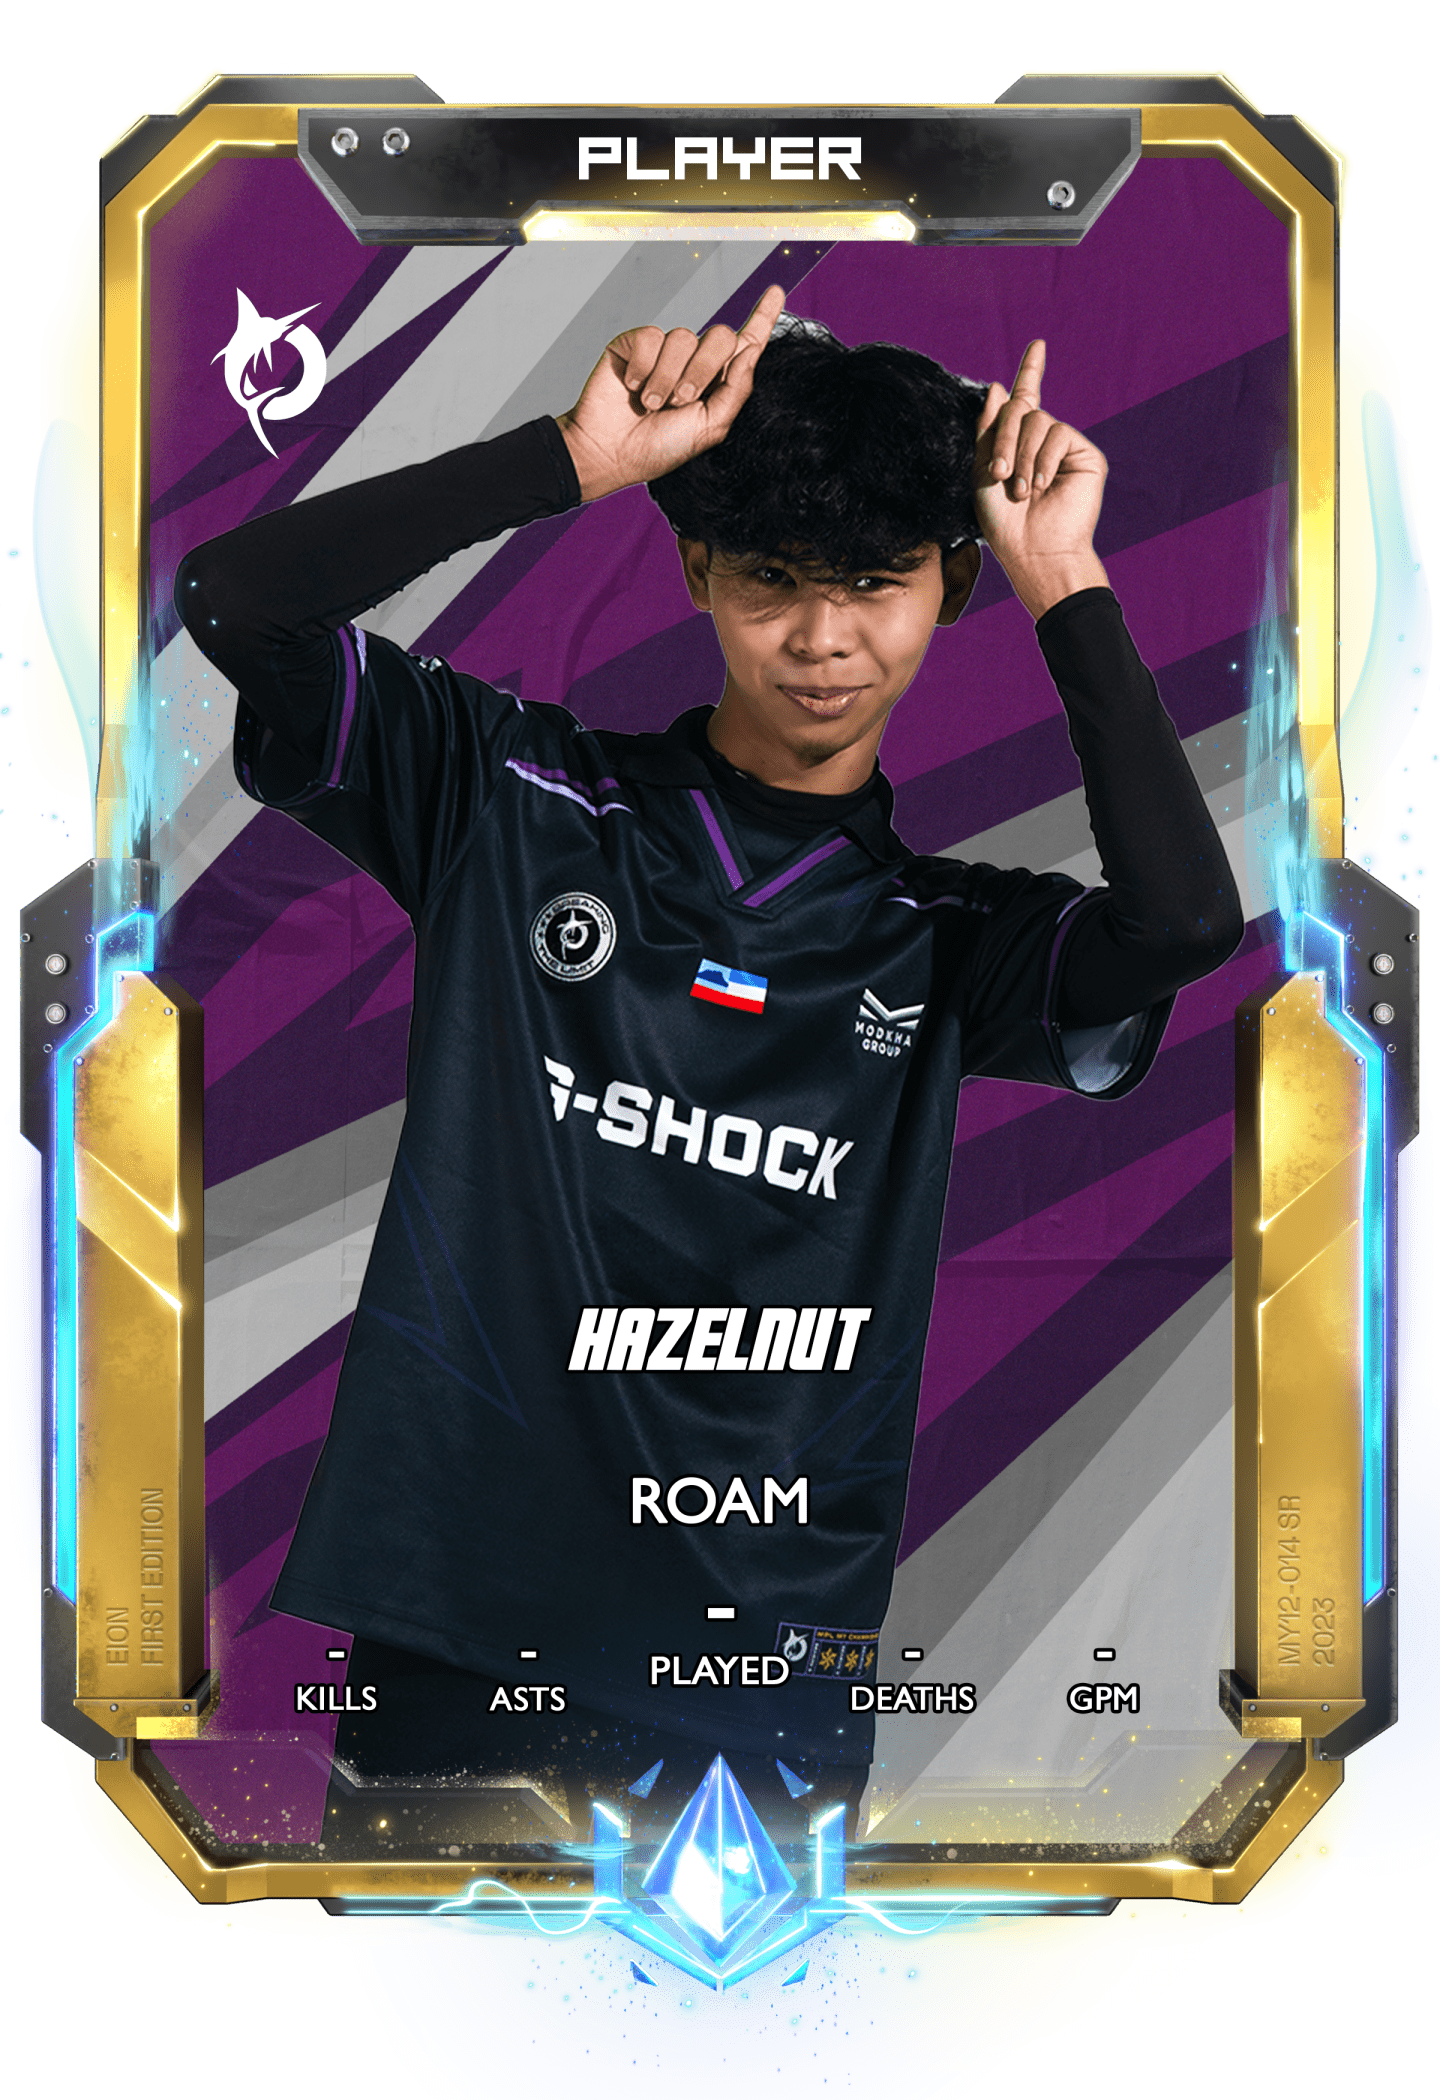 PLAYER
MODKHA
GROUP
G-SHOCK
HAZELNUT
ROAM
-
PLAYED
-
KILLS
-
ASTS
-
DEATHS
-
GPM
EION
FIRST EDITION
MY12-014 SR
2023